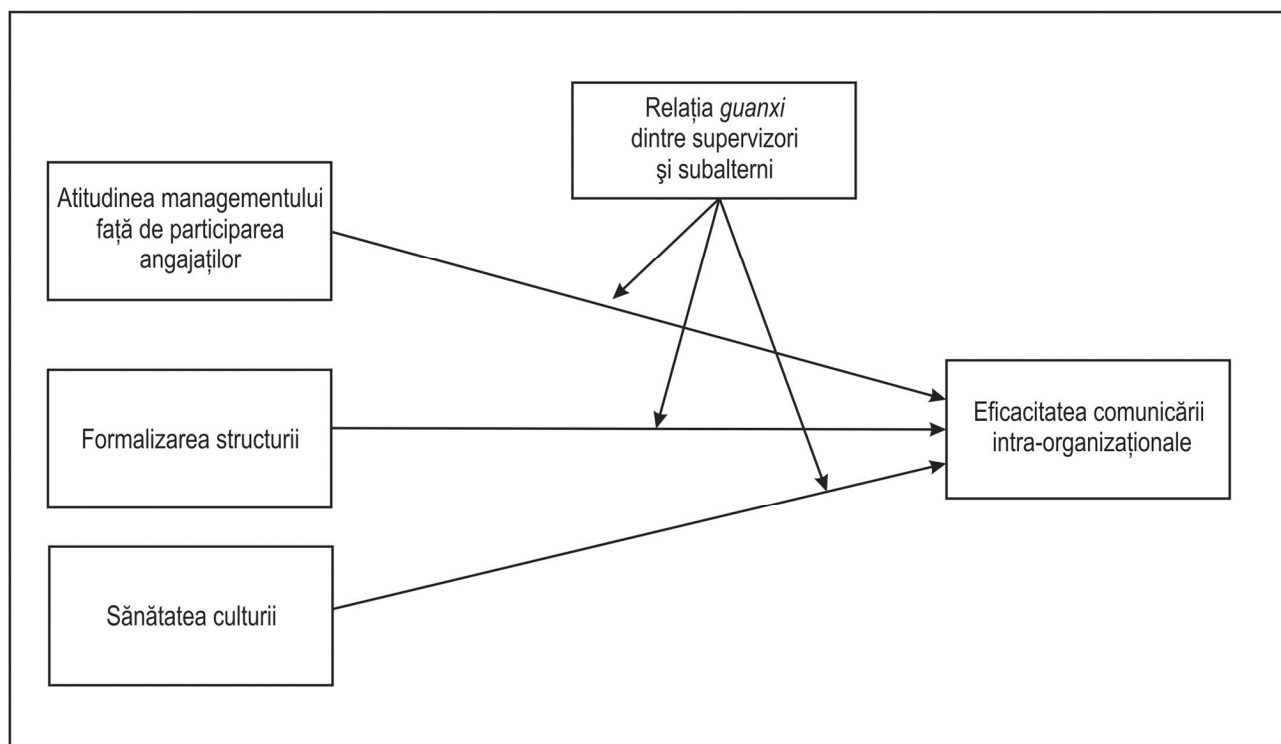 Relația guanxi
dintre supervizori
şi subalterni
Atitudinea managementului
față de participarea
angajaților
Formalizarea structurii
Eficacitatea comunicării
intra-organizaționale
Sănătatea culturii